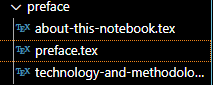 preface
TEX about-this-notebook.tex
TEX preface.tex
TEX technology-and-methodolo...